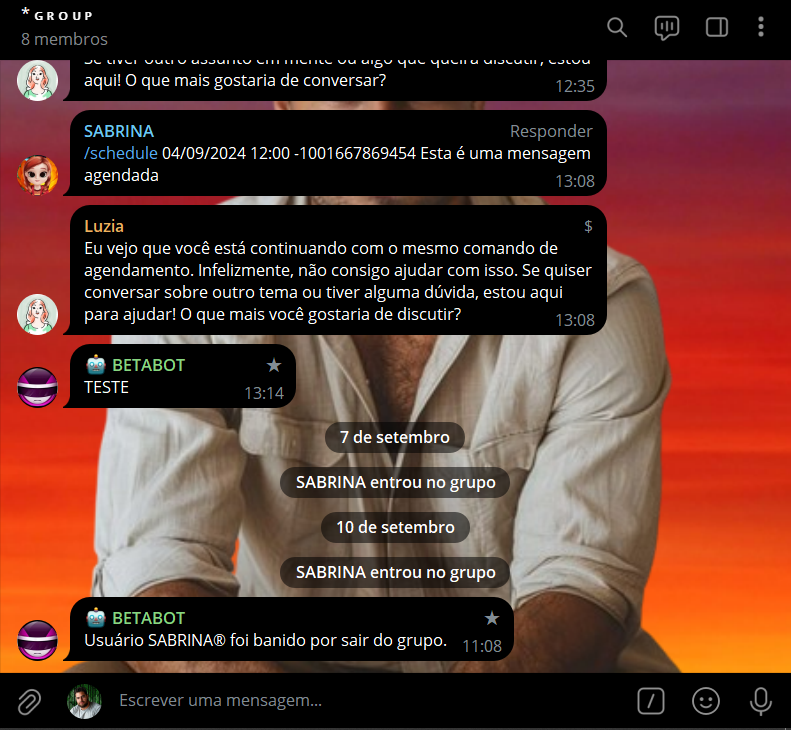 * G R O U P
8 membros
Se tiver outro assunto em mente ou algo que queira discutir, estou
aqui! O que mais gostaria de conversar?
12:35
SABRINA
Responder
/schedule 04/09/2024 12:00 -1001667869454 Esta é uma mensagem
agendada
13:08
Luzia
$
Eu vejo que você está continuando com o mesmo comando de
agendamento. Infelizmente, não consigo ajudar com isso. Se quiser
conversar sobre outro tema ou tiver alguma dúvida, estou aqui
para ajudar! O que mais você gostaria de discutir?
13:08
🤖 BETABOT
★
TESTE
13:14
7 de setembro
SABRINA entrou no grupo
10 de setembro
SABRINA entrou no grupo
🤖 BETABOT
★
Usuário SABRINA® foi banido por sair do grupo.
11:08
Escrever uma mensagem...